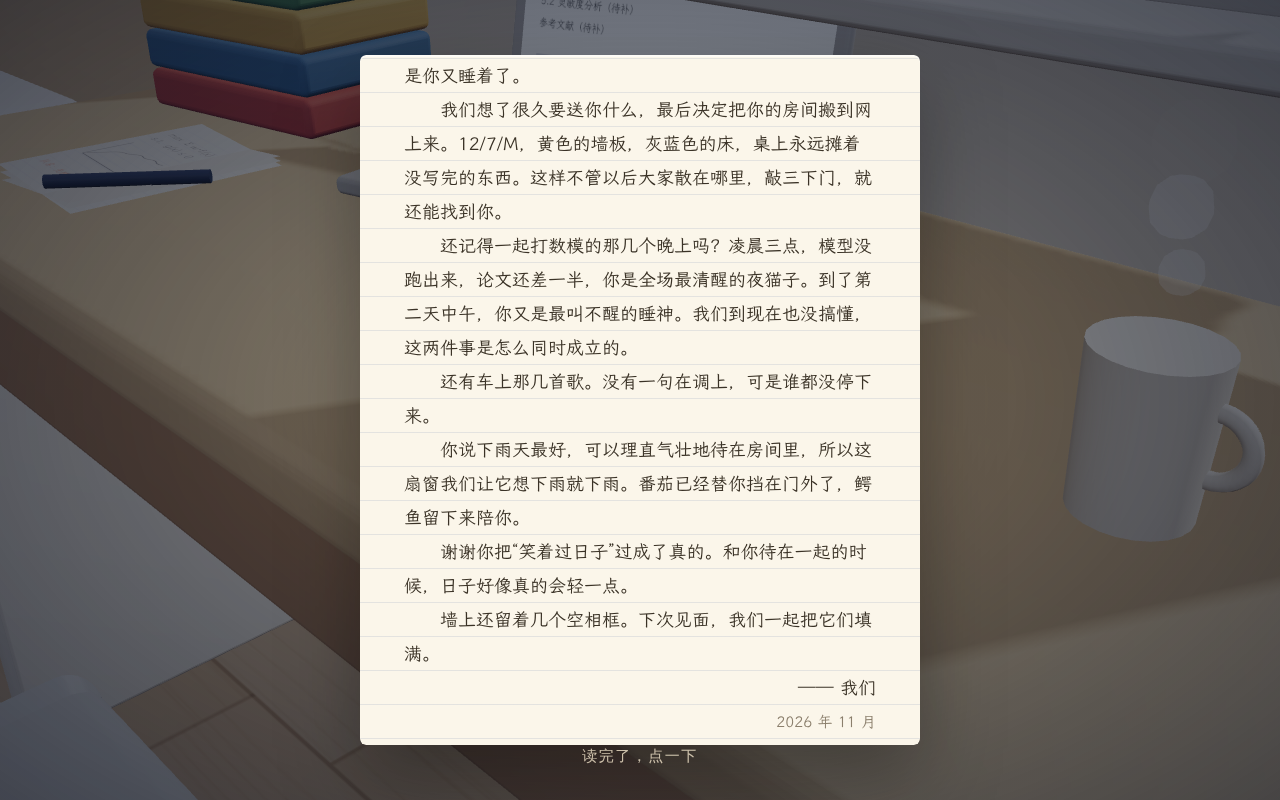 5.2 贡献度分析（待补）
参考文献（待补）
是你又睡着了。
我们想了很久要送你什么，最后决定把你的房间搬到网
上来。12/7/M，黄色的墙板，灰蓝色的床，桌上永远摊着
没写完的东西。这样不管以后大家散在哪里，敲三下门，就
还能找到你。
还记得一起打数模的那几个晚上吗？凌晨三点，模型没
跑出来，论文还差一半，你是全场最清醒的夜猫子。到了第
二天中午，你又是最叫不醒的睡神。我们到现在也没搞懂，
这两件事是怎么同时成立的。
还有车上那几首歌。没有一句在调上，可是谁都没停下
来。
你说下雨天最好，可以理直气壮地待在房间里，所以这
扇窗我们让它想下雨就下雨。番茄已经替你挡在门外了，鳄
鱼留下来陪你。
谢谢你把“笑着过日子”过成了真的。和你待在一起的时
候，日子好像真的会轻一点。
墙上还留着几个空相框。下次见面，我们一起把它们填
满。
—— 我们
2026 年 11 月
读完了，点一下